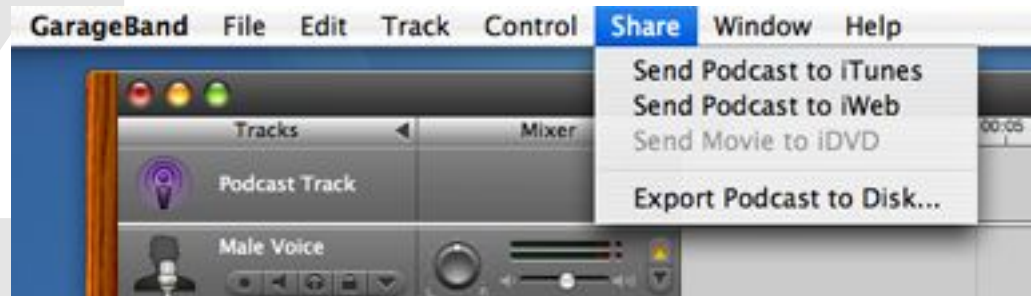 GarageBand File Edit Track Control Share Window Help
Send Podcast to iTunes
Send Podcast to iWeb
Send Movie to iDVD
Export Podcast to Disk...
Tracks Mixer 00:05
Podcast Track
Male Voice